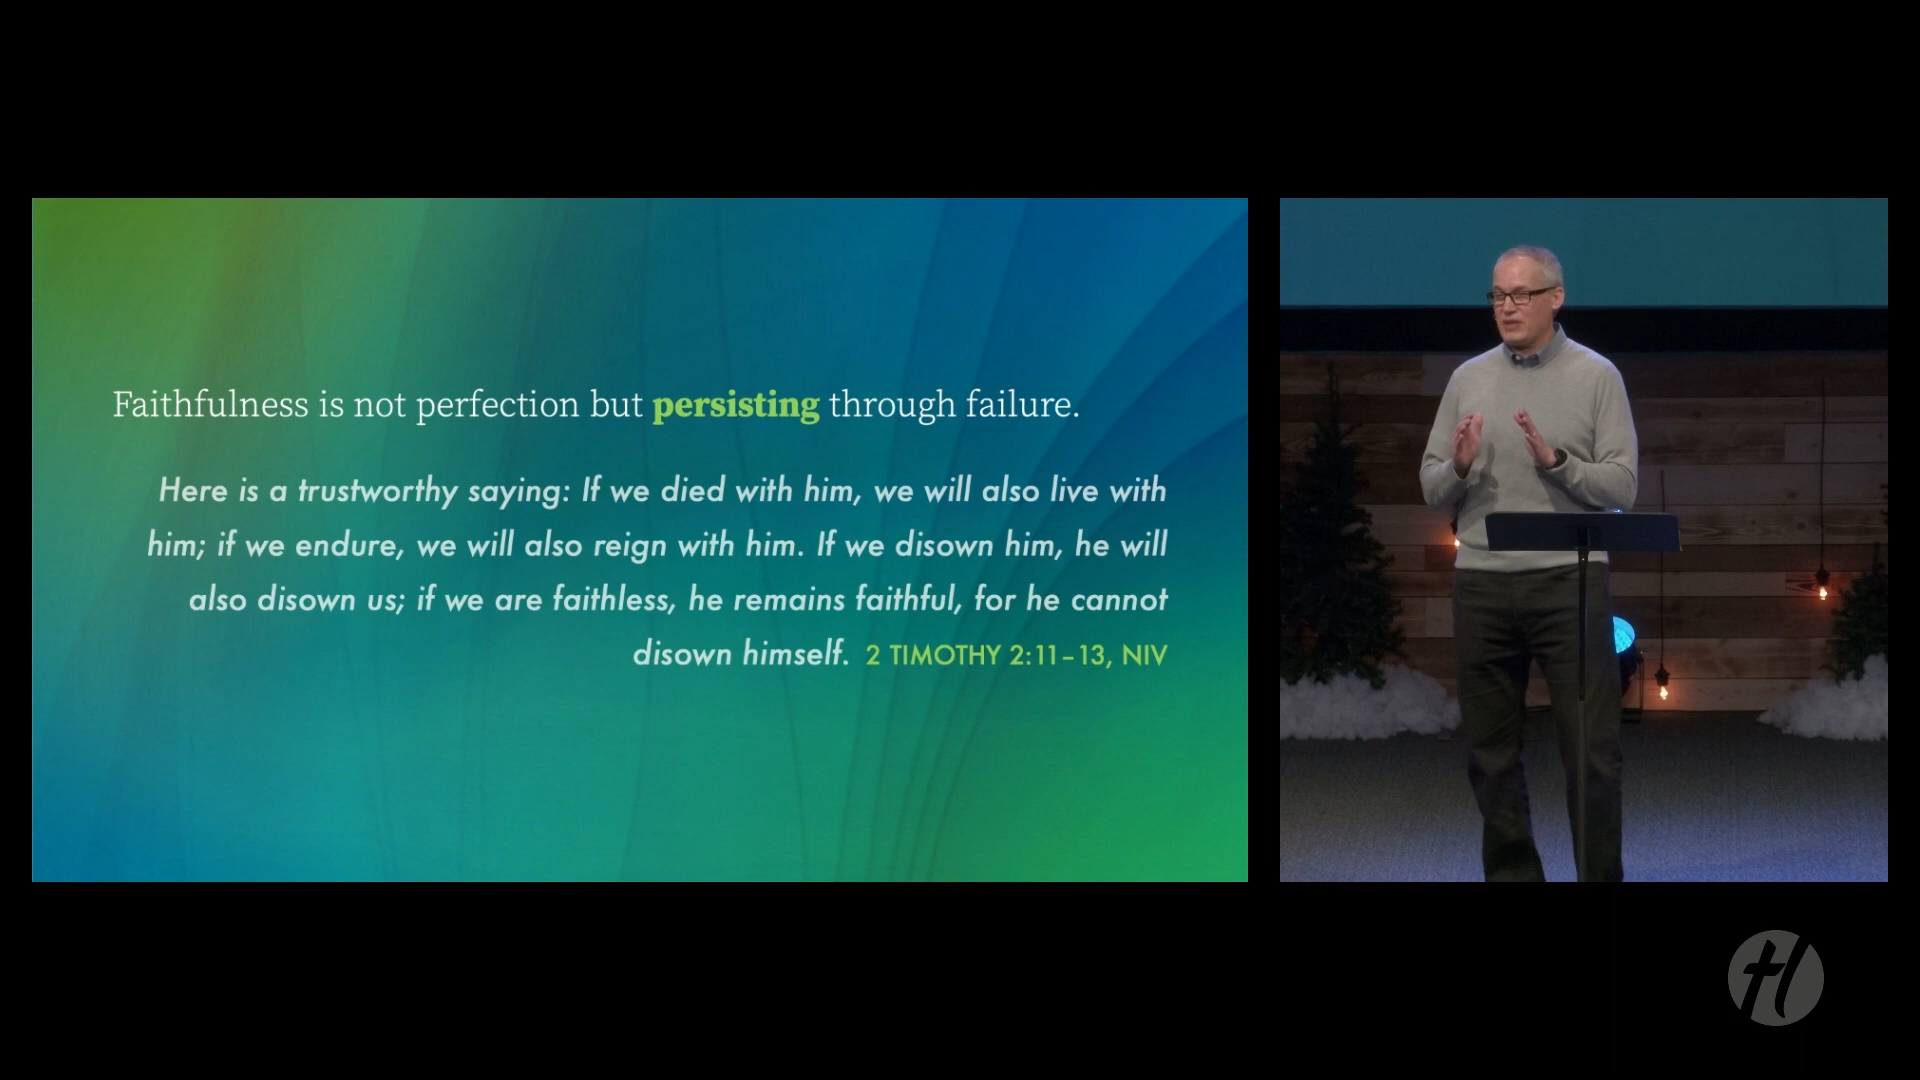 Faithfulness is not perfection but persisting through failure.
Here is a trustworthy saying: If we died with him, we will also live with
him; if we endure, we will also reign with him. If we disown him, he will
also disown us; if we are faithless, he remains faithful, for he cannot
disown himself. 2 TIMOTHY 2:11–13, NIV